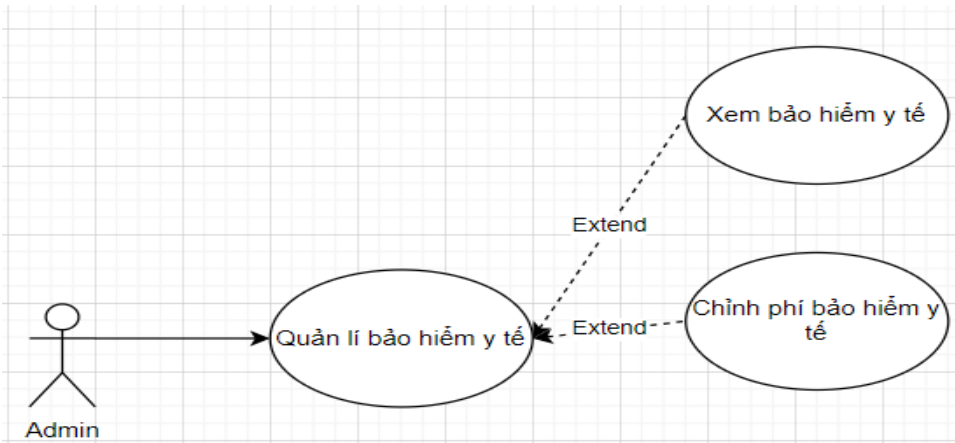 Xem bảo hiểm y tế
Extend
Chỉnh phí bảo hiểm y
tế
Extend
Quản lí bảo hiểm y tế
Admin